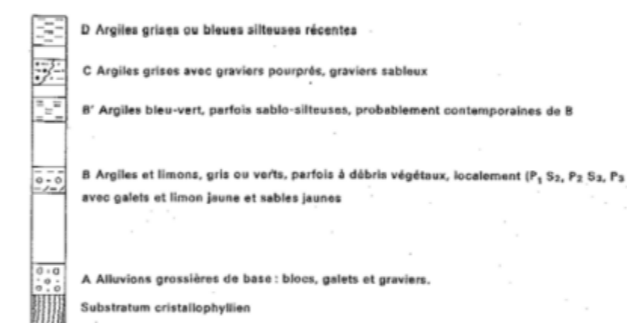 D Argiles grises ou bleues silteuses récentes
C Argiles grises avec graviers pourprés, graviers sableux
B' Argiles bleu-vert, parfois sablo-silteuses, probablement contemporaines de B
B Argiles et limons, gris ou verts, parfois à débris végétaux, localement (P₁ S₂, P₂ S₃, P₃
avec galets et limon jaune et sables jaunes
A Alluvions grossières de base : blocs, galets et graviers.
Substratum cristallophyllien